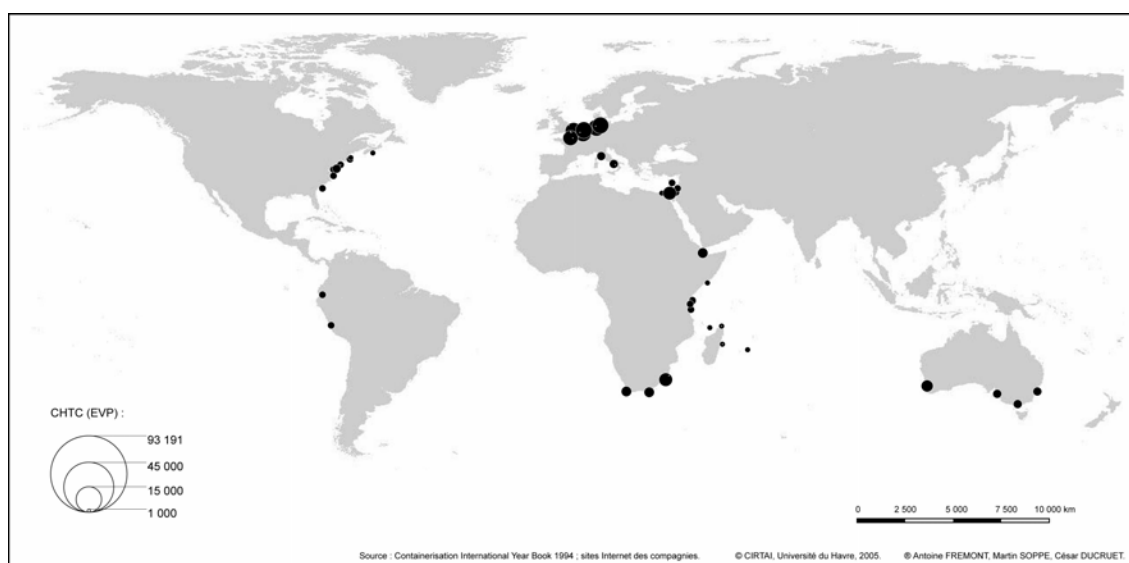 CHTC (EVP) :
93 191
45 000
15 000
1 000
0 2 500 5 000 7 500 10 000 km
Source : Containerisation International Year Book 1994 ; sites Internet des compagnies. © CIRTAI, Université du Havre, 2005. ® Antoine FREMONT, Martin SOPPE, César DUCRUET.